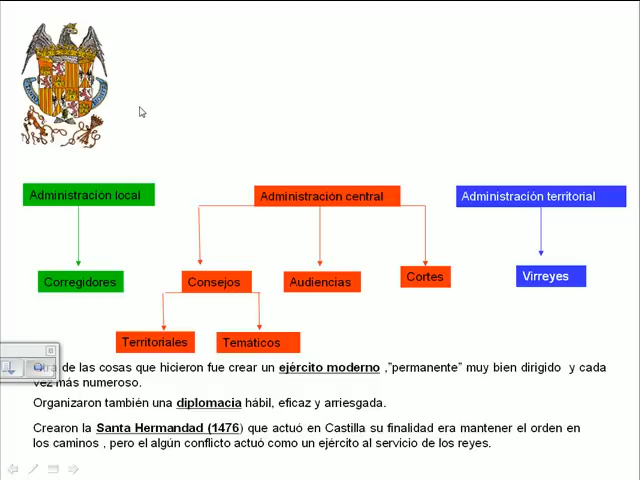 Administración local
Administración central
Administración territorial
Corregidores
Consejos
Audiencias
Cortes
Virreyes
Territoriales
Temáticos
de las cosas que hicieron fue crear un ejército moderno ,"permanente" muy bien dirigido y cada
vez más numeroso.
Organizaron también una diplomacia hábil, eficaz y arriesgada.
Crearon la Santa Hermandad (1476) que actuó en Castilla su finalidad era mantener el orden en
los caminos , pero el algún conflicto actuó como un ejército al servicio de los reyes.